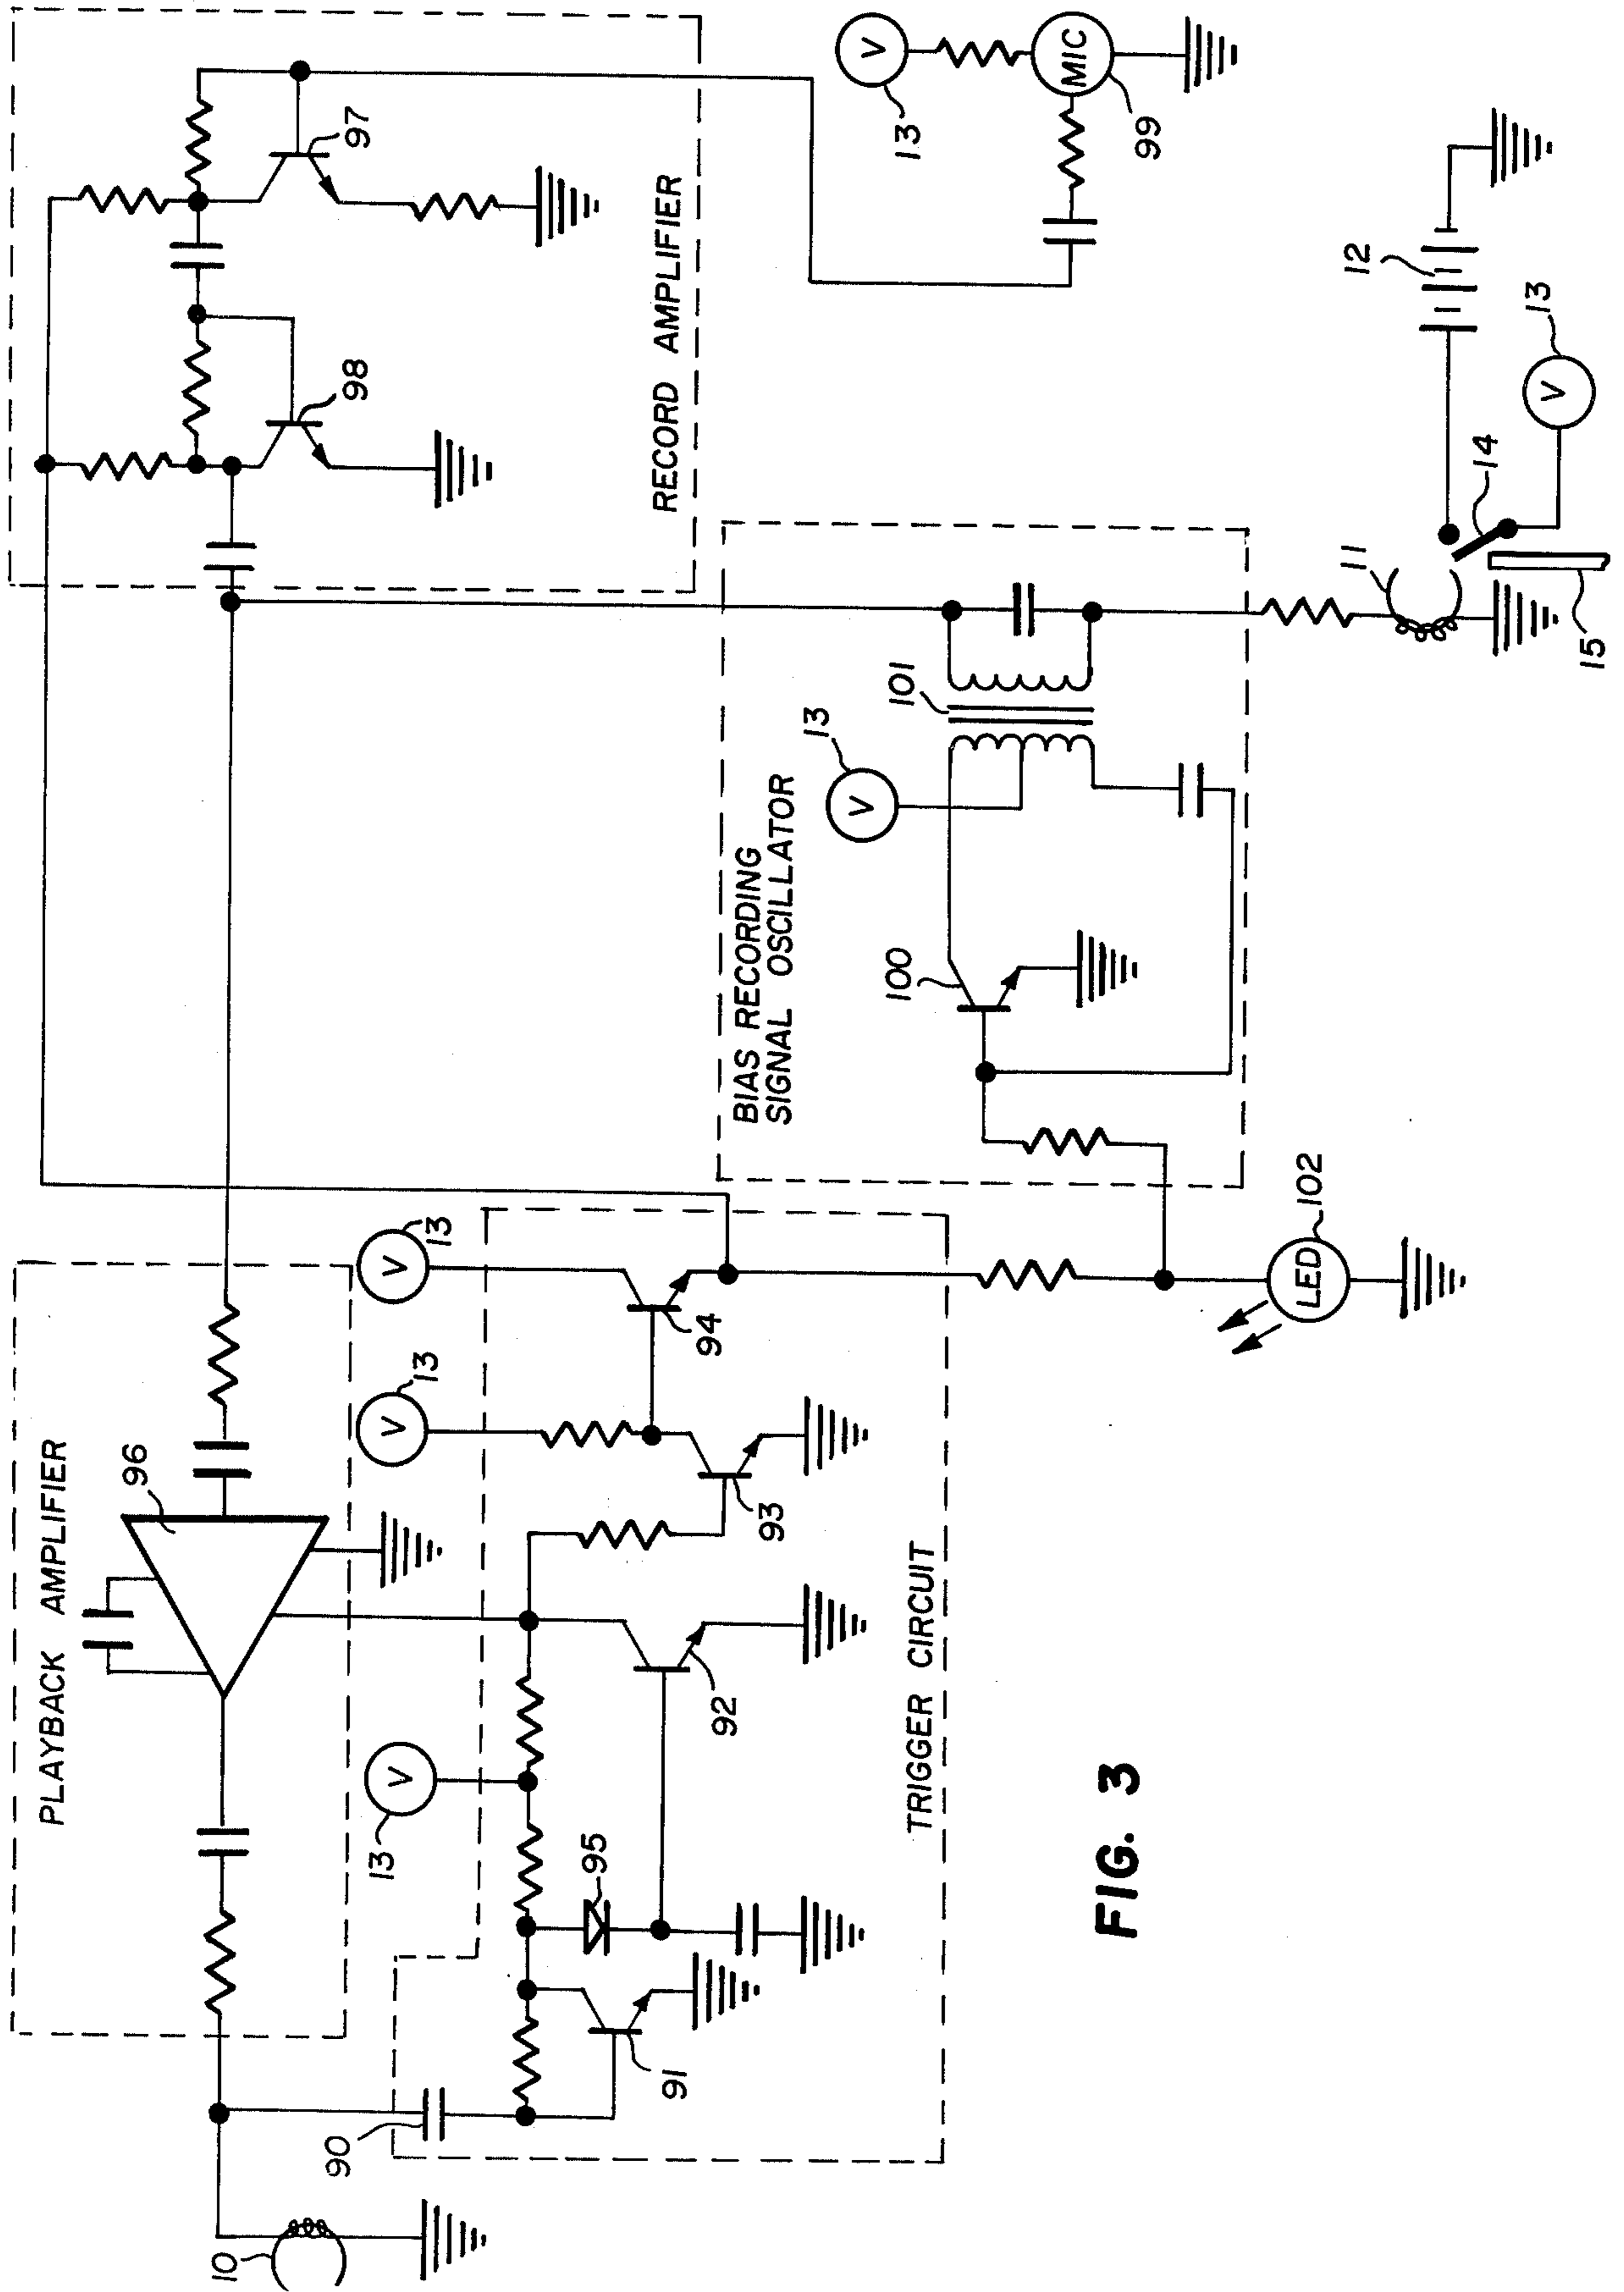 PLAYBACK AMPLIFIER
96
10
90
13
V
91
95
92
93
V
13
94
V
13
TRIGGER CIRCUIT
LED
102
BIAS RECORDING
SIGNAL OSCILLATOR
100
V
13
101
RECORD AMPLIFIER
98
97
V
13
MIC
99
11
12
14
V
13
15
FIG. 3